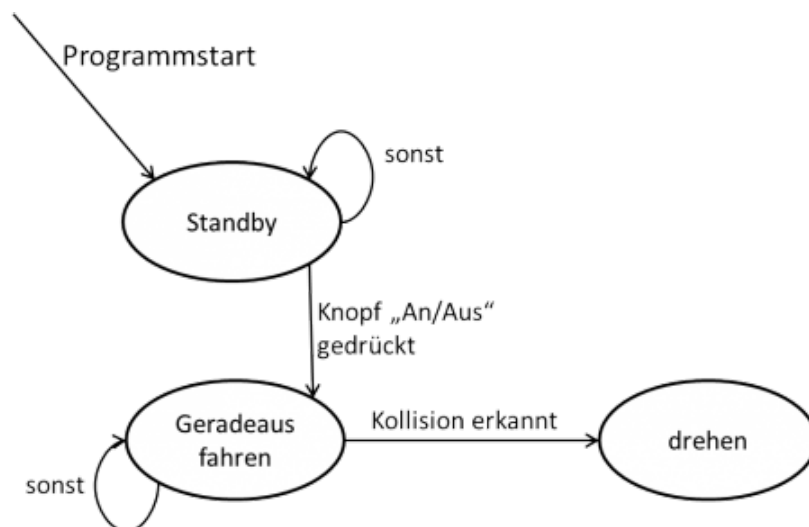 Programmstart
sonst
Standby
Knopf „An/Aus“
gedrückt
Geradeaus
fahren
Kollision erkannt
drehen
sonst